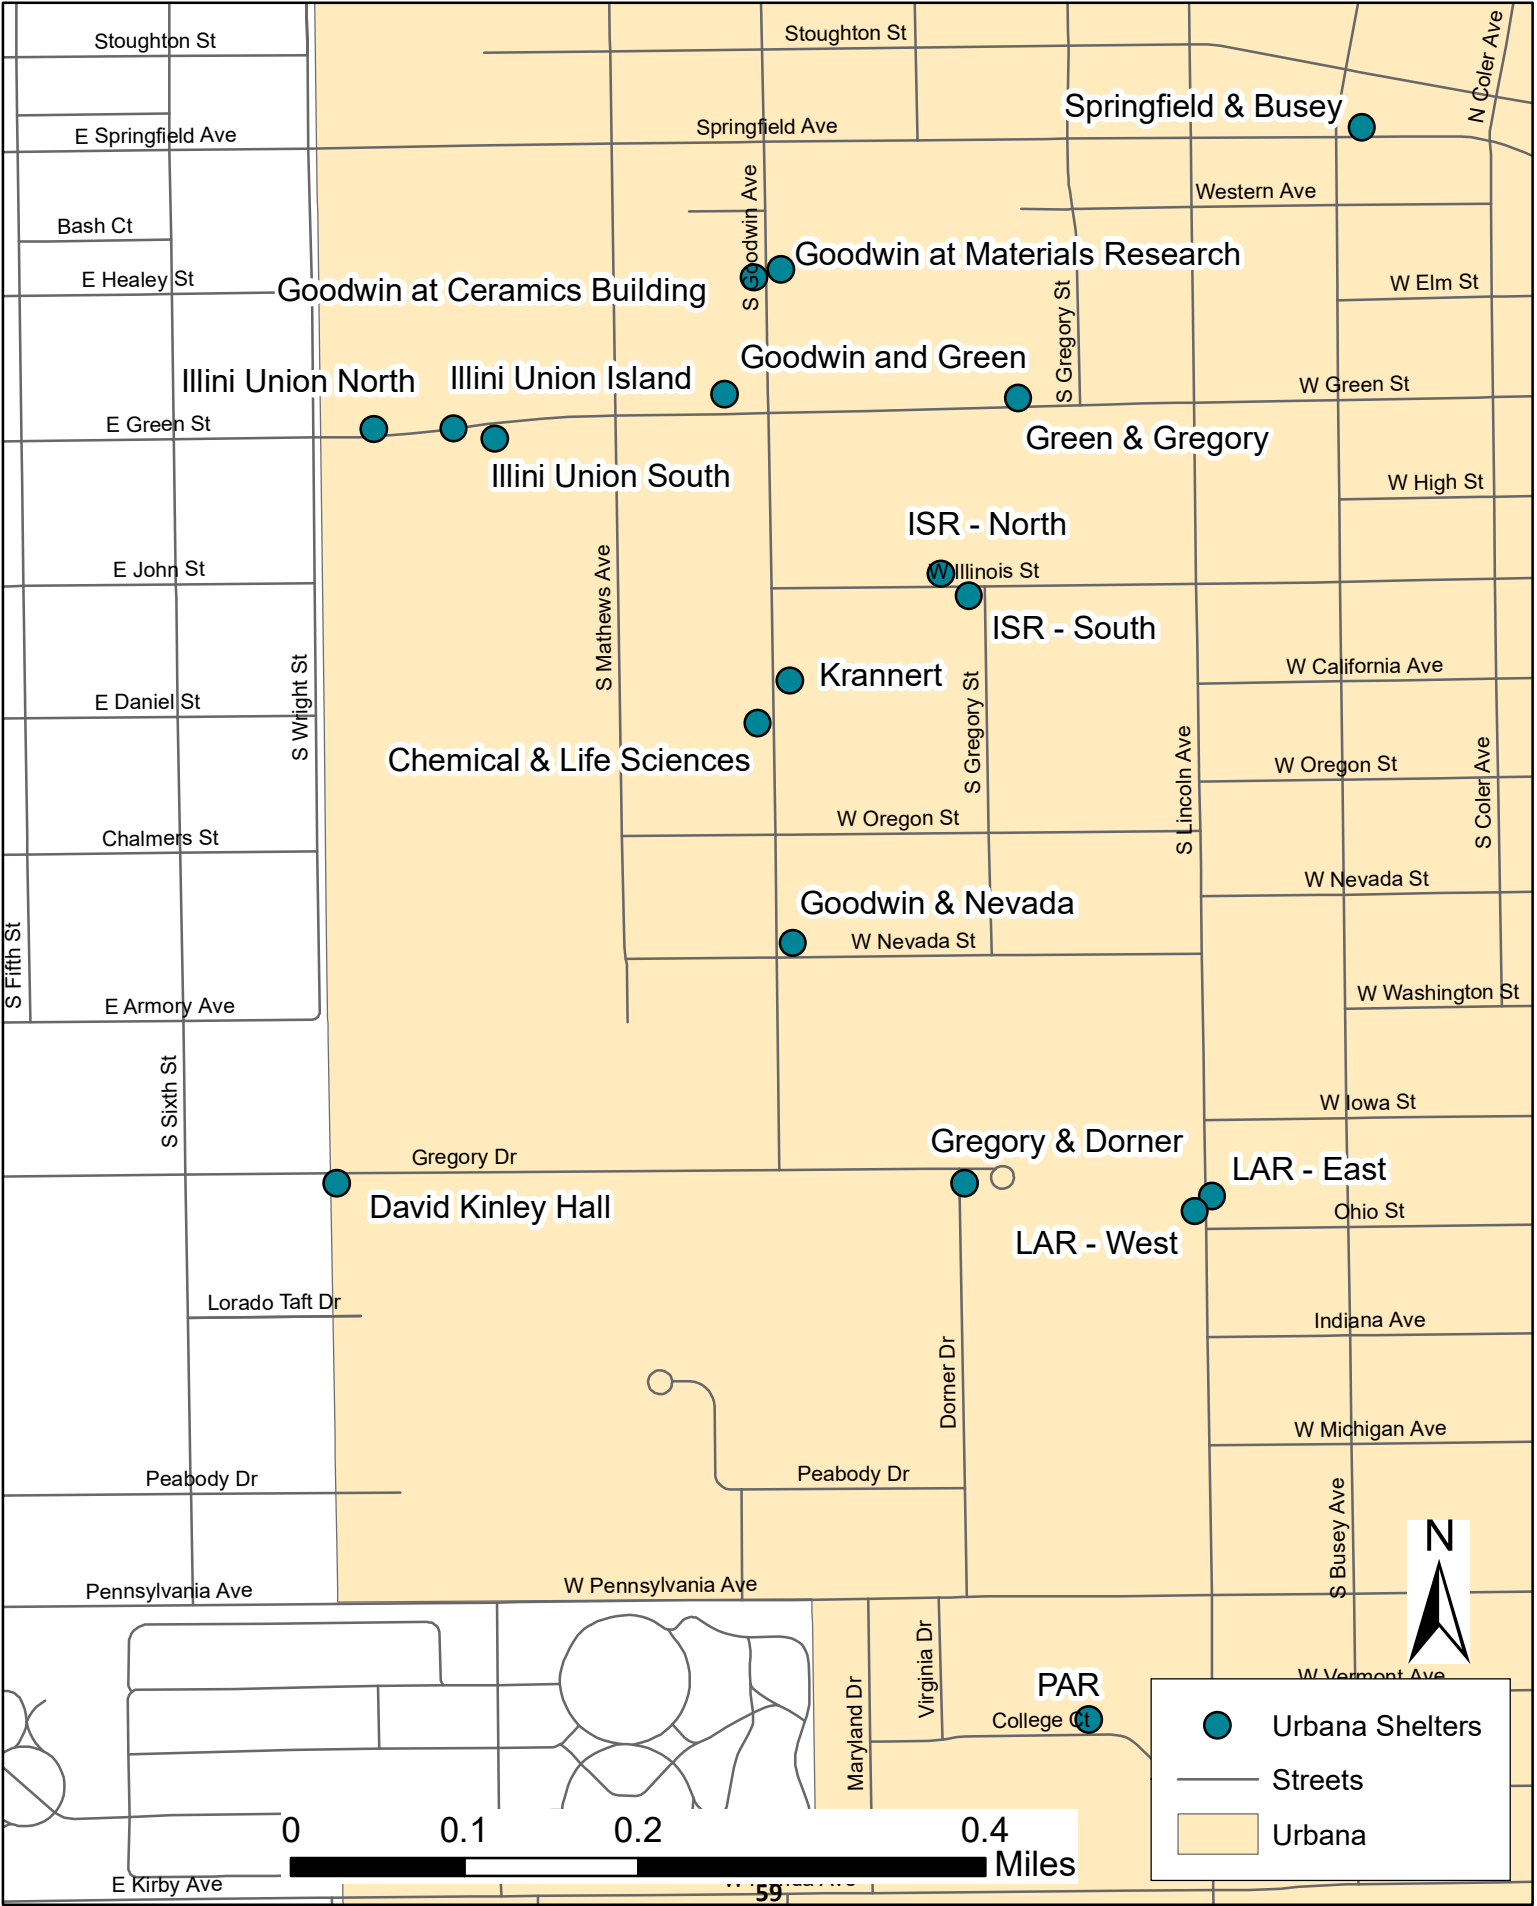 Stoughton St
Stoughton St
N Coler Ave
Springfield & Busey
E Springfield Ave
Springfield Ave
Western Ave
S Goodwin Ave
Bash Ct
Goodwin at Materials Research
E Healey St
Goodwin at Ceramics Building
W Elm St
S Gregory St
Goodwin and Green
Illini Union North
Illini Union Island
W Green St
E Green St
Green & Gregory
Illini Union South
W High St
ISR - North
E John St
W Illinois St
S Mathews Ave
ISR - South
W California Ave
Krannert
S Wright St
E Daniel St
S Gregory St
Chemical & Life Sciences
W Oregon St
S Lincoln Ave
S Coler Ave
W Oregon St
Chalmers St
W Nevada St
Goodwin & Nevada
W Nevada St
S Fifth St
W Washington St
E Armory Ave
S Sixth St
W Iowa St
Gregory & Dorner
Gregory Dr
LAR - East
David Kinley Hall
Ohio St
LAR - West
Lorado Taft Dr
Indiana Ave
Dorner Dr
W Michigan Ave
Peabody Dr
Peabody Dr
S Busey Ave
N
W Pennsylvania Ave
Pennsylvania Ave
Virginia Dr
Maryland Dr
W Vermont Ave
PAR
College Ct
Urbana Shelters
Streets
Urbana
0 0.1 0.2 0.4
Miles
E Kirby Ave
59